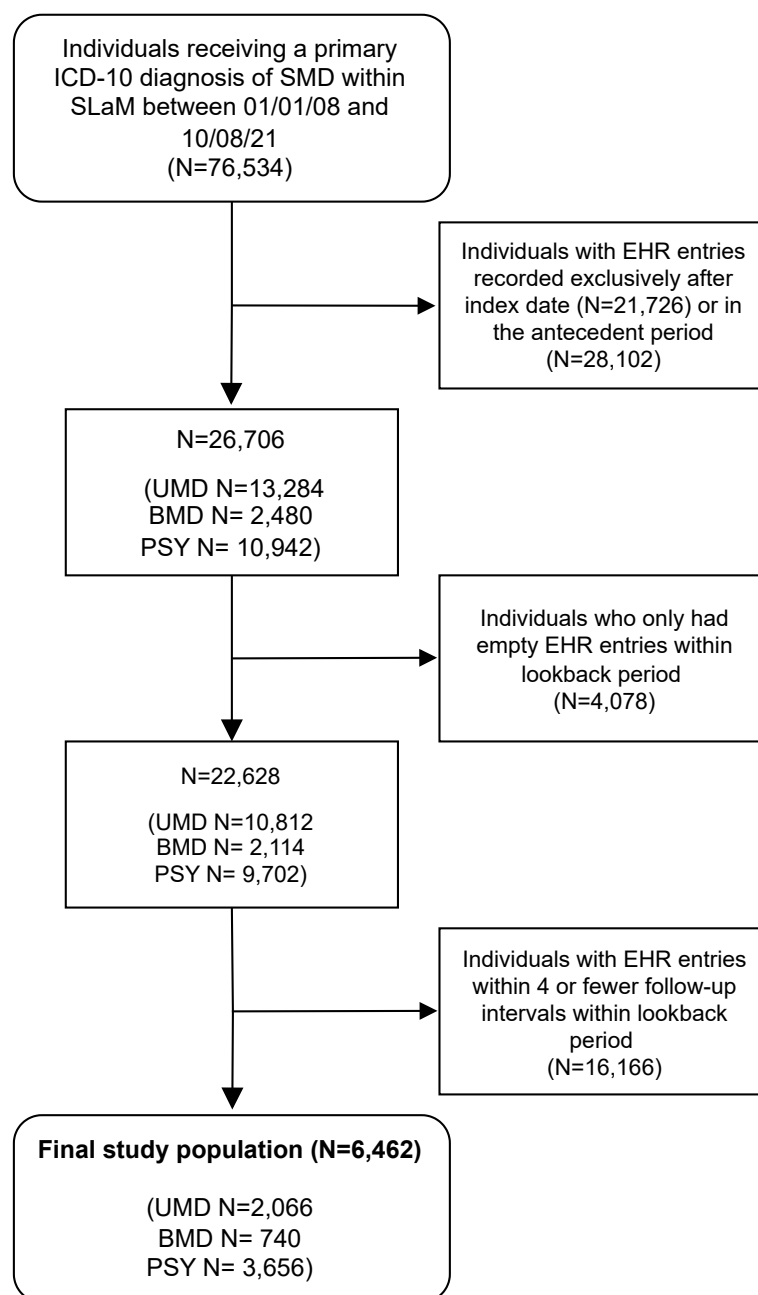 Individuals receiving a primary
ICD-10 diagnosis of SMD within
SLaM between 01/01/08 and
10/08/21
(N=76,534)
Individuals with EHR entries
recorded exclusively after
index date (N=21,726) or in
the antecedent period
(N=28,102)
N=26,706
(UMD N=13,284
BMD N= 2,480
PSY N= 10,942)
Individuals who only had
empty EHR entries within
lookback period
(N=4,078)
N=22,628
(UMD N=10,812
BMD N= 2,114
PSY N= 9,702)
Individuals with EHR entries
within 4 or fewer follow-up
intervals within lookback
period
(N=16,166)
Final study population (N=6,462)
(UMD N=2,066
BMD N= 740
PSY N= 3,656)